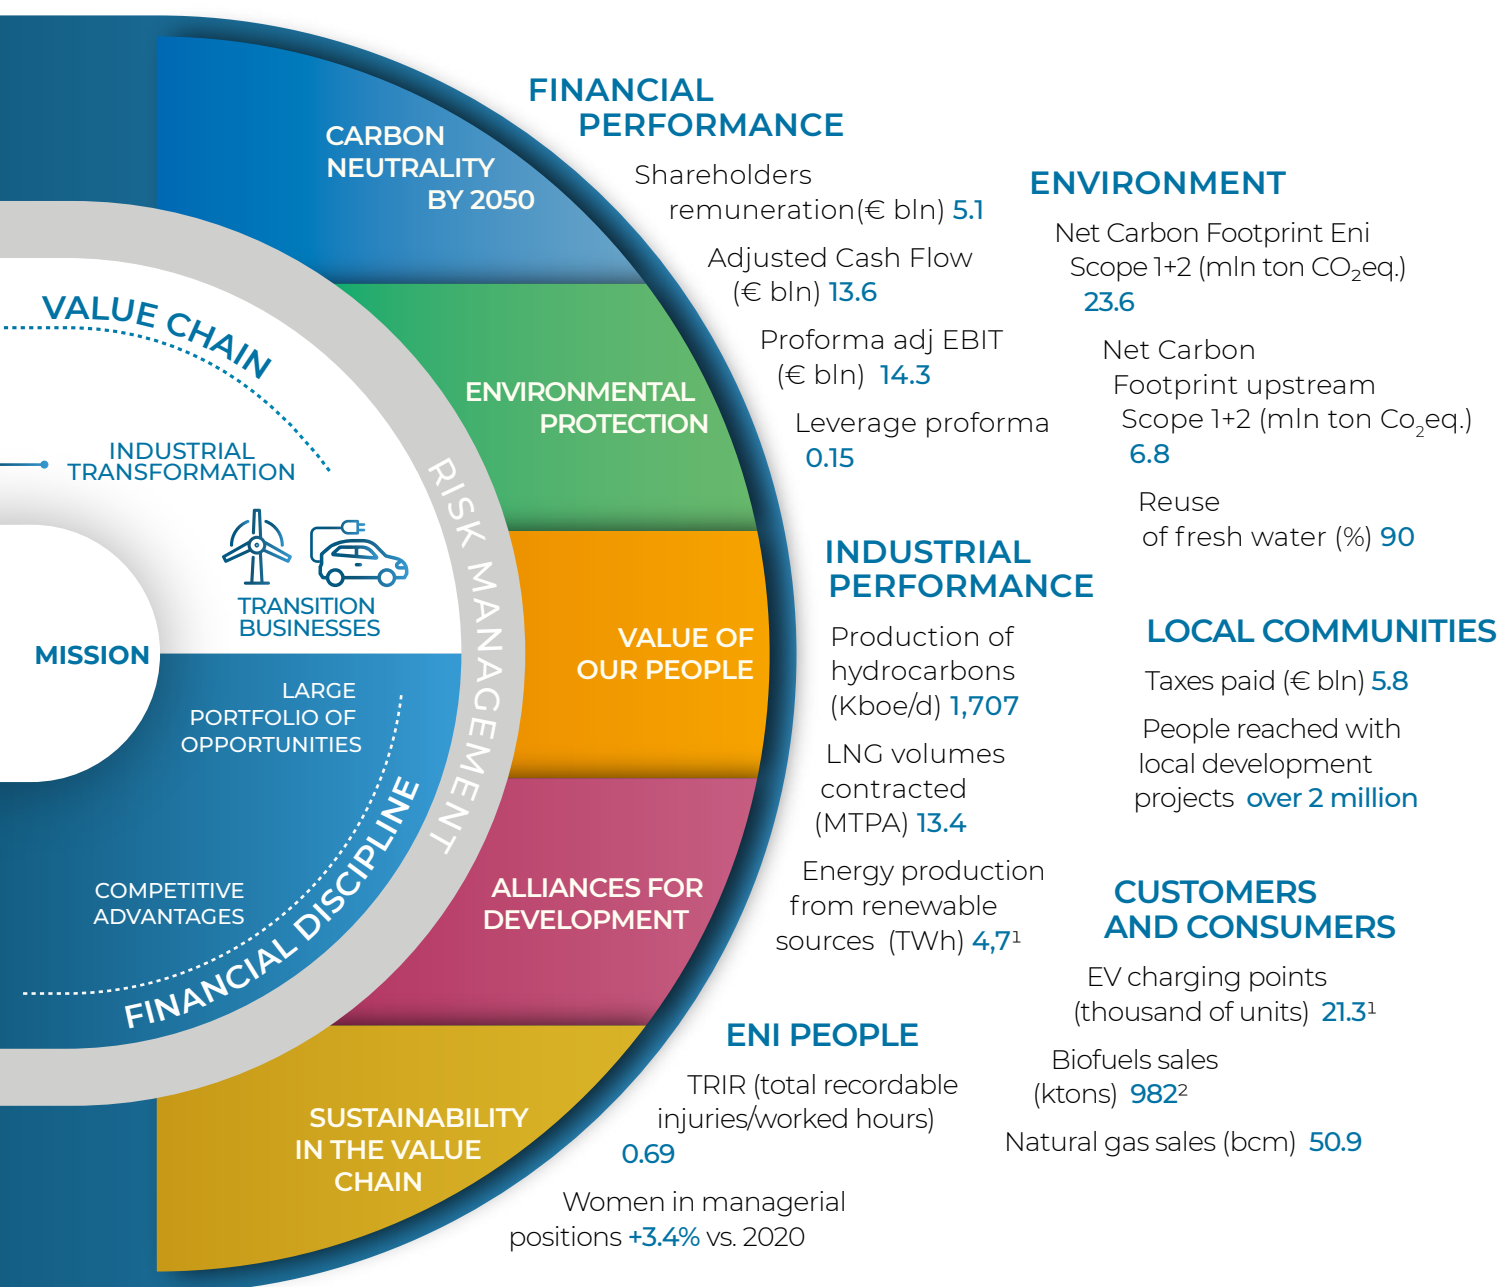 CARBON
NEUTRALITY
BY 2050
ENVIRONMENTAL
PROTECTION
VALUE OF
OUR PEOPLE
ALLIANCES FOR
DEVELOPMENT
SUSTAINABILITY
IN THE VALUE
CHAIN
RISK MANAGEMENT
VALUE CHAIN
INDUSTRIAL
TRANSFORMATION
TRANSITION
BUSINESSES
MISSION
LARGE
PORTFOLIO OF
OPPORTUNITIES
COMPETITIVE
ADVANTAGES
FINANCIAL DISCIPLINE
FINANCIAL
PERFORMANCE
Shareholders
remuneration(€ bln) 5.1
Adjusted Cash Flow
(€ bln) 13.6
Proforma adj EBIT
(€ bln) 14.3
Leverage proforma
0.15
INDUSTRIAL
PERFORMANCE
Production of
hydrocarbons
(Kboe/d) 1,707
LNG volumes
contracted
(MTPA) 13.4
Energy production
from renewable
sources (TWh) 4,7¹
ENI PEOPLE
TRIR (total recordable
injuries/worked hours)
0.69
Women in managerial
positions +3.4% vs. 2020
ENVIRONMENT
Net Carbon Footprint Eni
Scope 1+2 (mln ton CO₂eq.)
23.6
Net Carbon
Footprint upstream
Scope 1+2 (mln ton Co₂eq.)
6.8
Reuse
of fresh water (%) 90
LOCAL COMMUNITIES
Taxes paid (€ bln) 5.8
People reached with
local development
projects over 2 million
CUSTOMERS
AND CONSUMERS
EV charging points
(thousand of units) 21.3¹
Biofuels sales
(ktons) 982²
Natural gas sales (bcm) 50.9